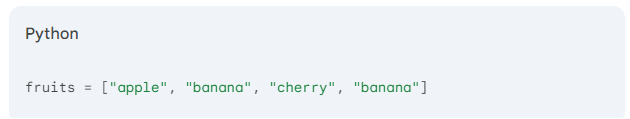 Python
fruits = ["apple", "banana", "cherry", "banana"]